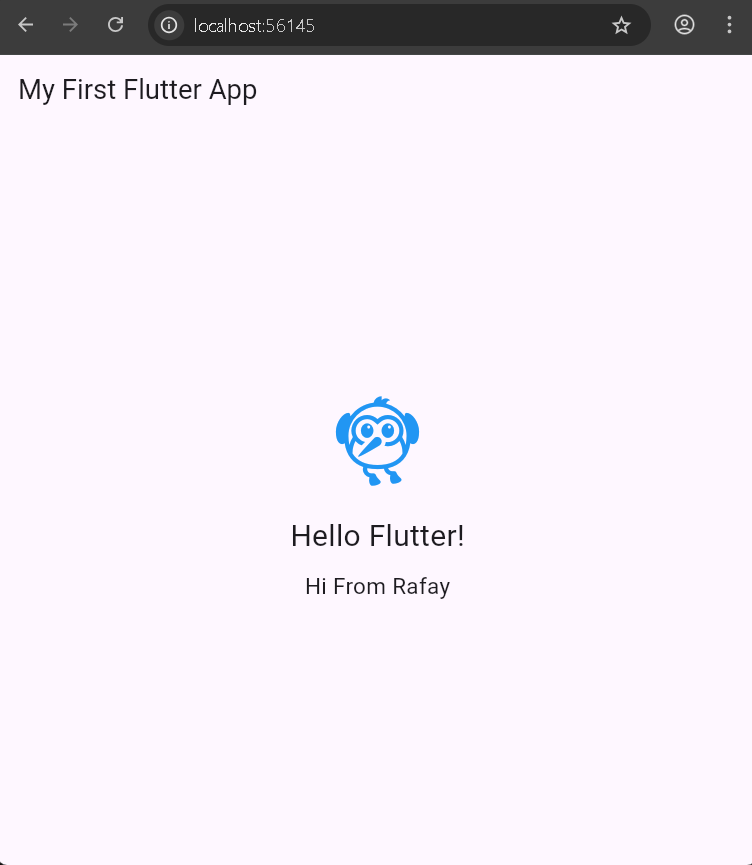 localhost:56145
My First Flutter App
Hello Flutter!
Hi From Rafay